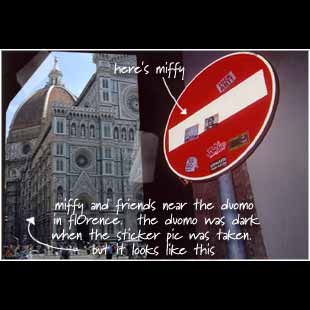 here's miffy
miffy and friends near the duomo
in flOrence. the duomo was dark
when the sticker pic was taken.
but it looks like this